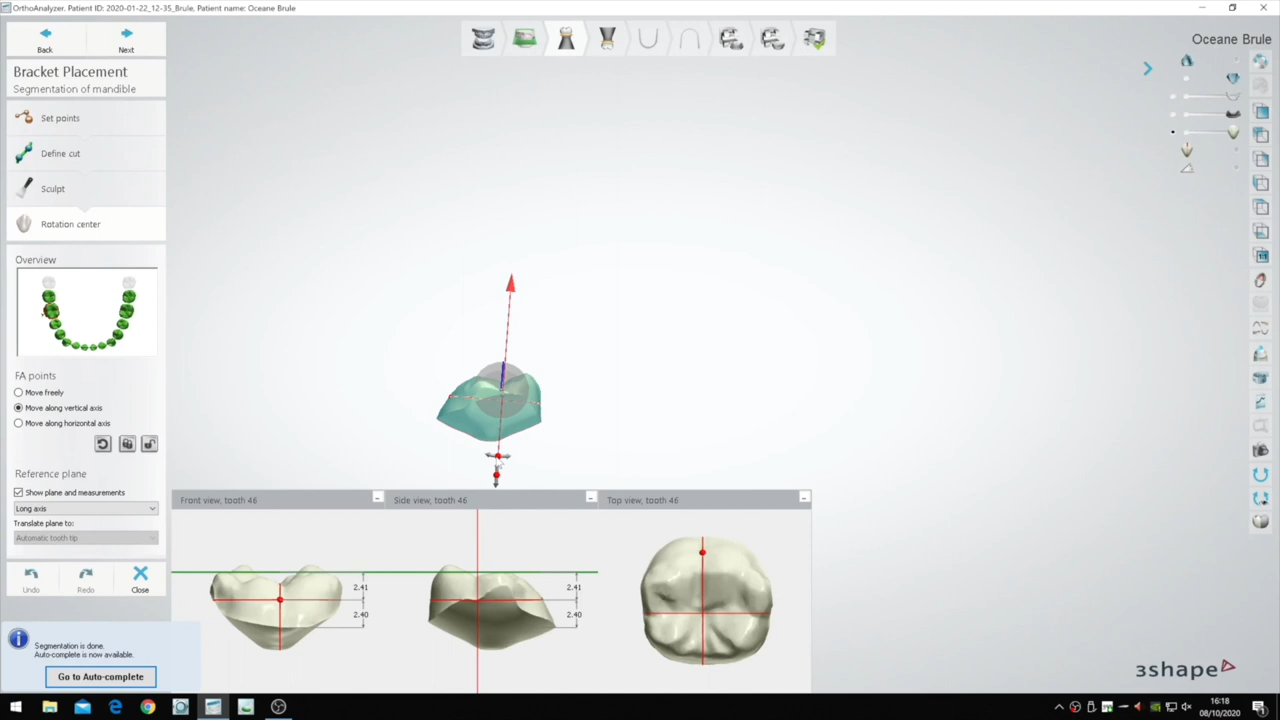 OrthoAnalyzer. Patient ID: 2020-01-22_12-35_Brule, Patient name: Oceane Brule
Back
Next
Oceane Brule
Bracket Placement
Segmentation of mandible
Set points
Define cut
Sculpt
Rotation center
Overview
FA points
Move freely
Move along vertical axis
Move along horizontal axis
Reference plane
Show plane and measurements
Long axis
Translate plane to:
Automatic tooth tip
Undo
Redo
Close
Front view, tooth 46
Side view, tooth 46
Top view, tooth 46
2.41
2.40
2.41
2.40
Segmentation is done.
Auto-complete is now available.
Go to Auto-complete
3shape
16:18
08/10/2020